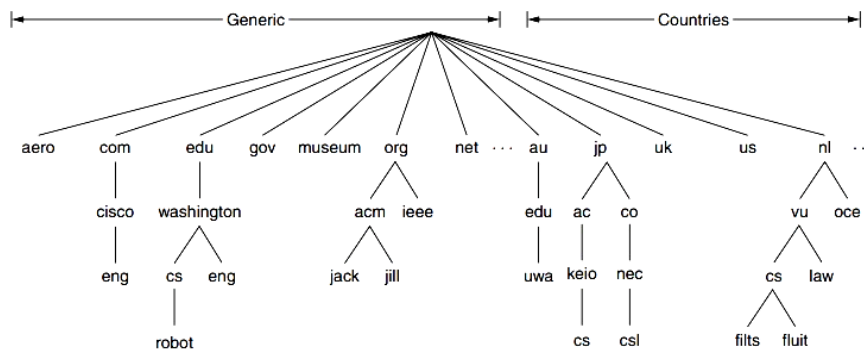 Generic Countries
aero com edu gov museum org net ... au jp uk us nl ...
cisco washington acm ieee edu ac co vu oce
eng cs eng jack jill uwa keio nec cs law
robot cs csl filts fluit